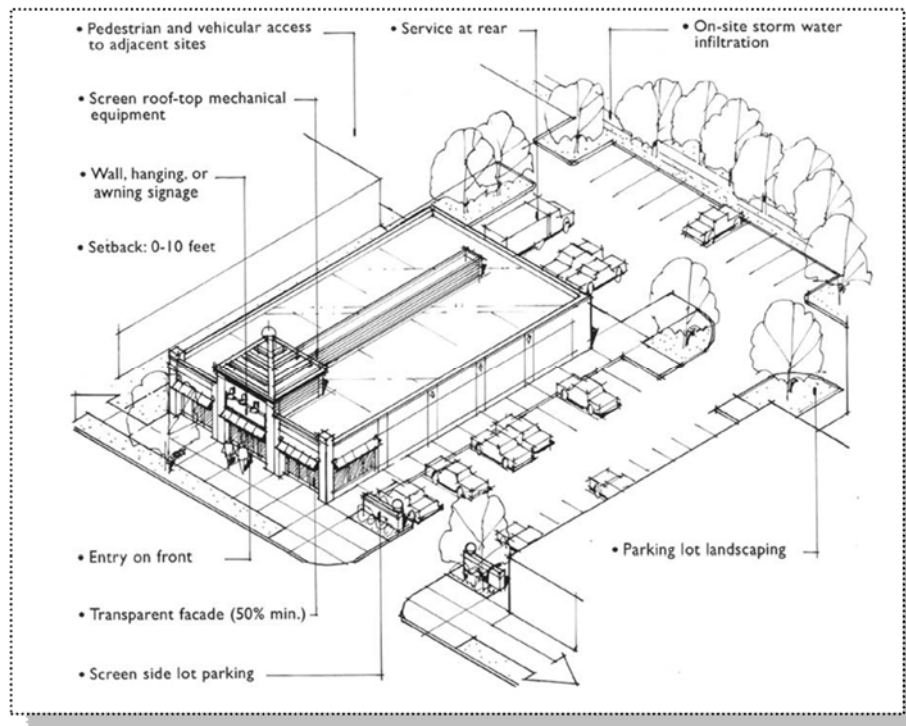 • Pedestrian and vehicular access
to adjacent sites
• Service at rear
• On-site storm water
infiltration
• Screen roof-top mechanical
equipment
• Wall, hanging, or
awning signage
• Setback: 0-10 feet
• Entry on front
• Parking lot landscaping
• Transparent facade (50% min.)
• Screen side lot parking